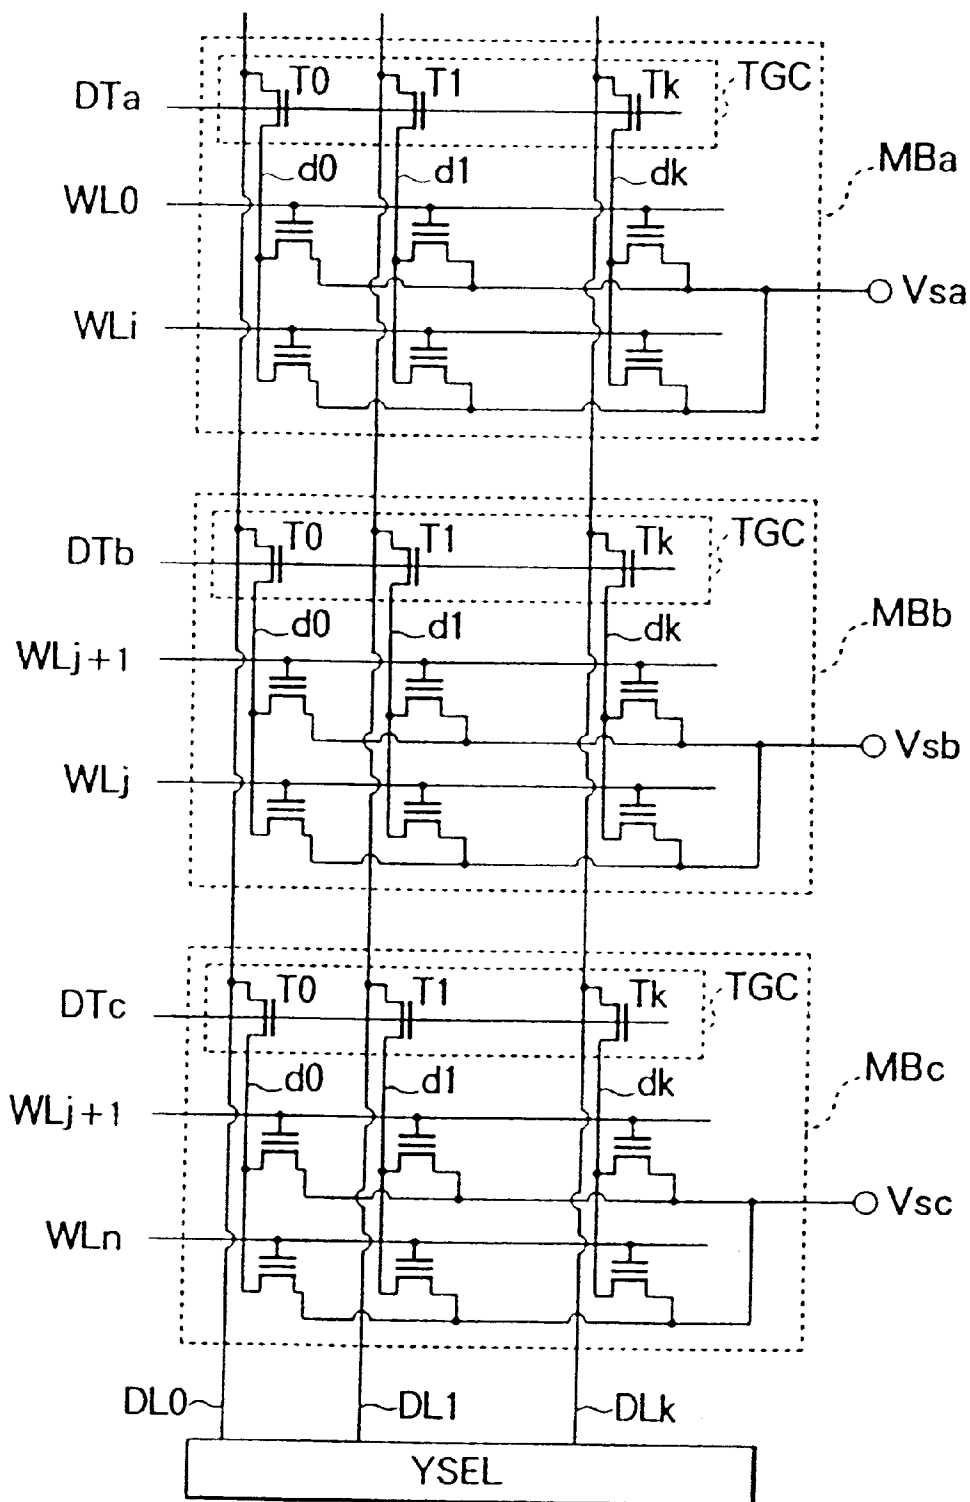 T0 T1 Tk TGC
DTa
MBa
d0 d1 dk
WL0
Vsa
WLi
T0 T1 Tk TGC
DTb
MBb
d0 d1 dk
WLj+1
Vsb
WLj
T0 T1 Tk TGC
DTc
MBc
d0 d1 dk
WLj+1
Vsc
WLn
DL0 DL1 DLk
YSEL